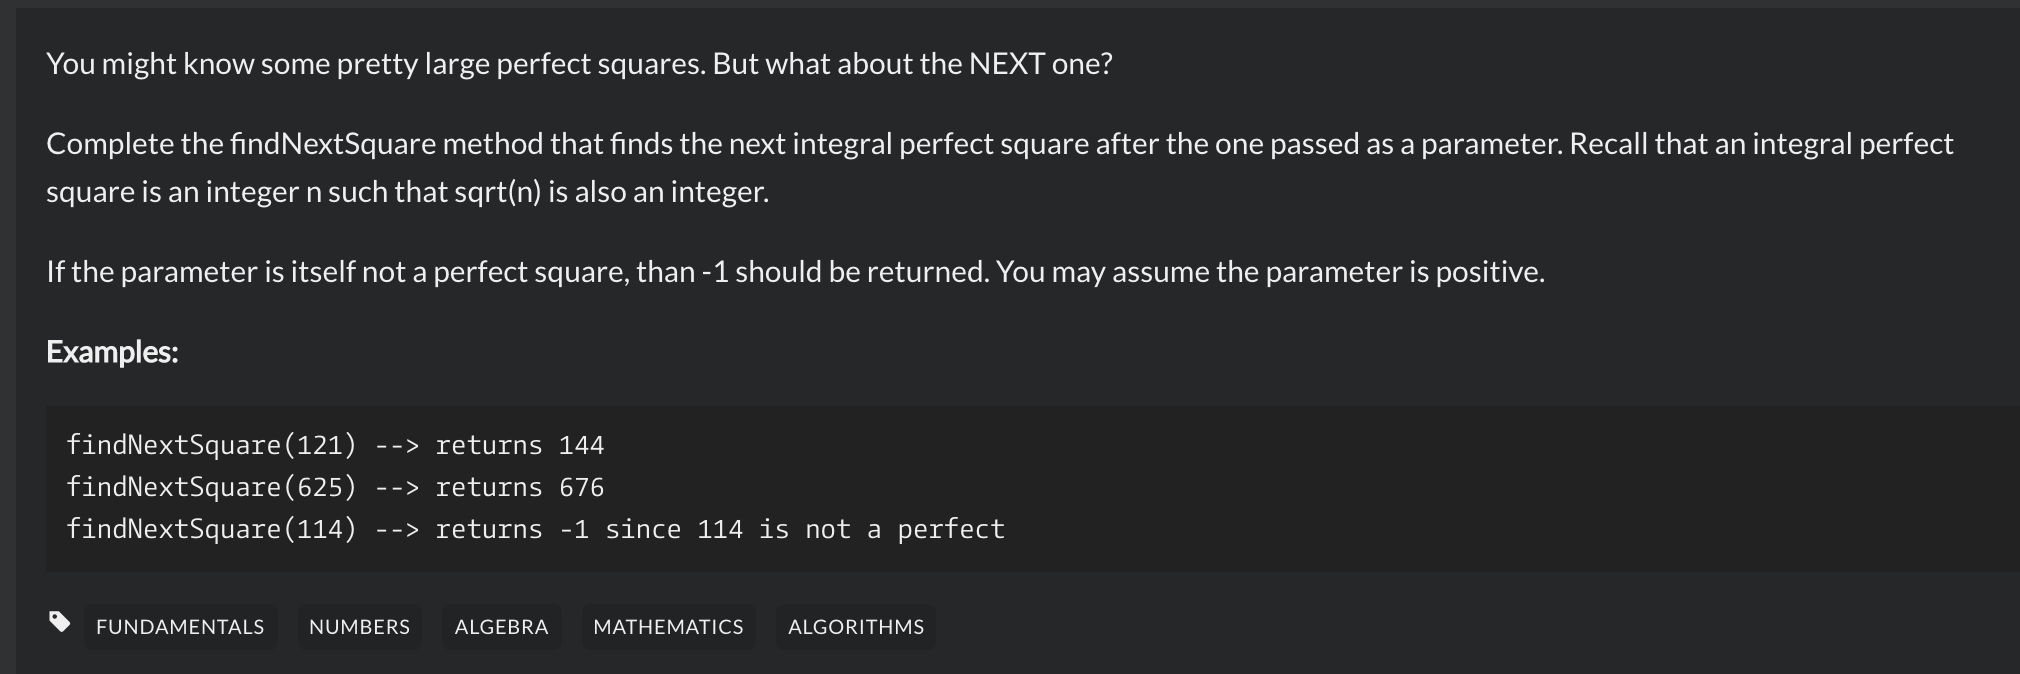 You might know some pretty large perfect squares. But what about the NEXT one?
Complete the findNextSquare method that finds the next integral perfect square after the one passed as a parameter. Recall that an integral perfect
square is an integer n such that sqrt(n) is also an integer.
If the parameter is itself not a perfect square, than -1 should be returned. You may assume the parameter is positive.
Examples:
findNextSquare(121) --> returns 144
findNextSquare(625) --> returns 676
findNextSquare(114) --> returns -1 since 114 is not a perfect
FUNDAMENTALS NUMBERS ALGEBRA MATHEMATICS ALGORITHMS